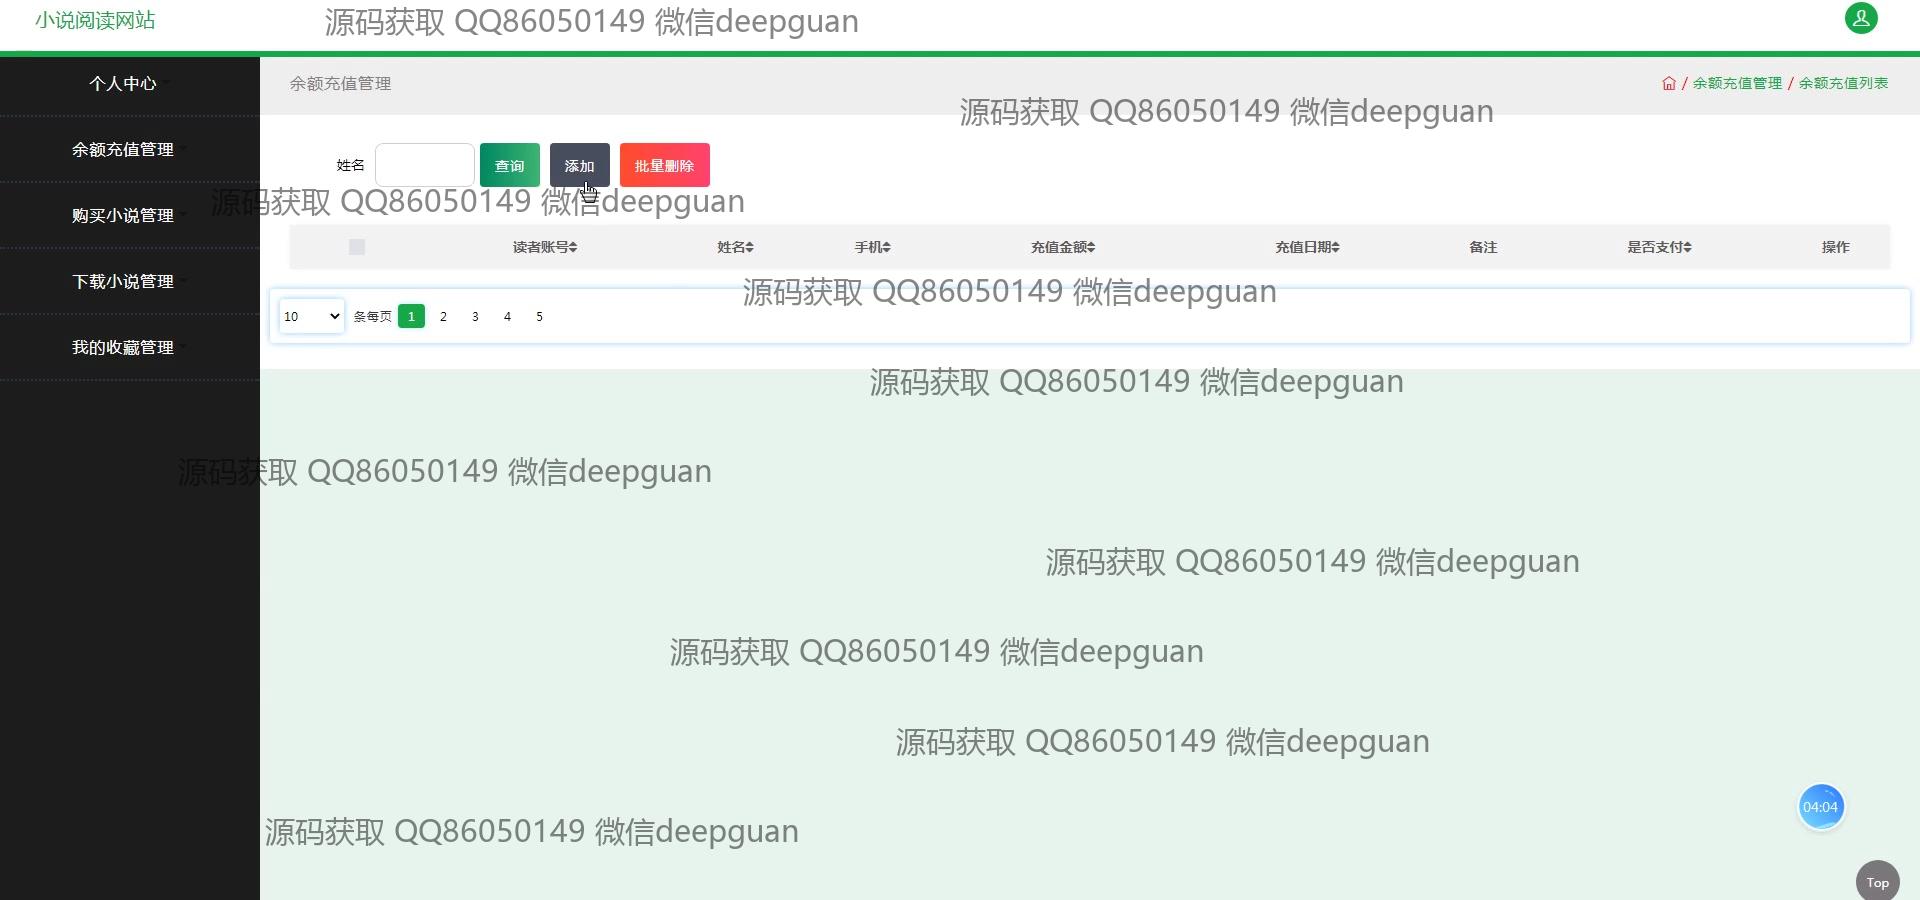 小说阅读网站
源码获取 QQ86050149 微信deepguan
个人中心
余额充值管理
余额充值管理 / 余额充值列表
源码获取 QQ86050149 微信deepguan
余额充值管理
姓名 查询 添加 批量删除
源码获取 QQ86050149 微信deepguan
购买小说管理
读者账号 姓名 手机 充值金额 充值日期 备注 是否支付 操作
下载小说管理
源码获取 QQ86050149 微信deepguan
10 条每页 1 2 3 4 5
我的收藏管理
源码获取 QQ86050149 微信deepguan
源码获取 QQ86050149 微信deepguan
源码获取 QQ86050149 微信deepguan
源码获取 QQ86050149 微信deepguan
源码获取 QQ86050149 微信deepguan
04:04
源码获取 QQ86050149 微信deepguan
Top